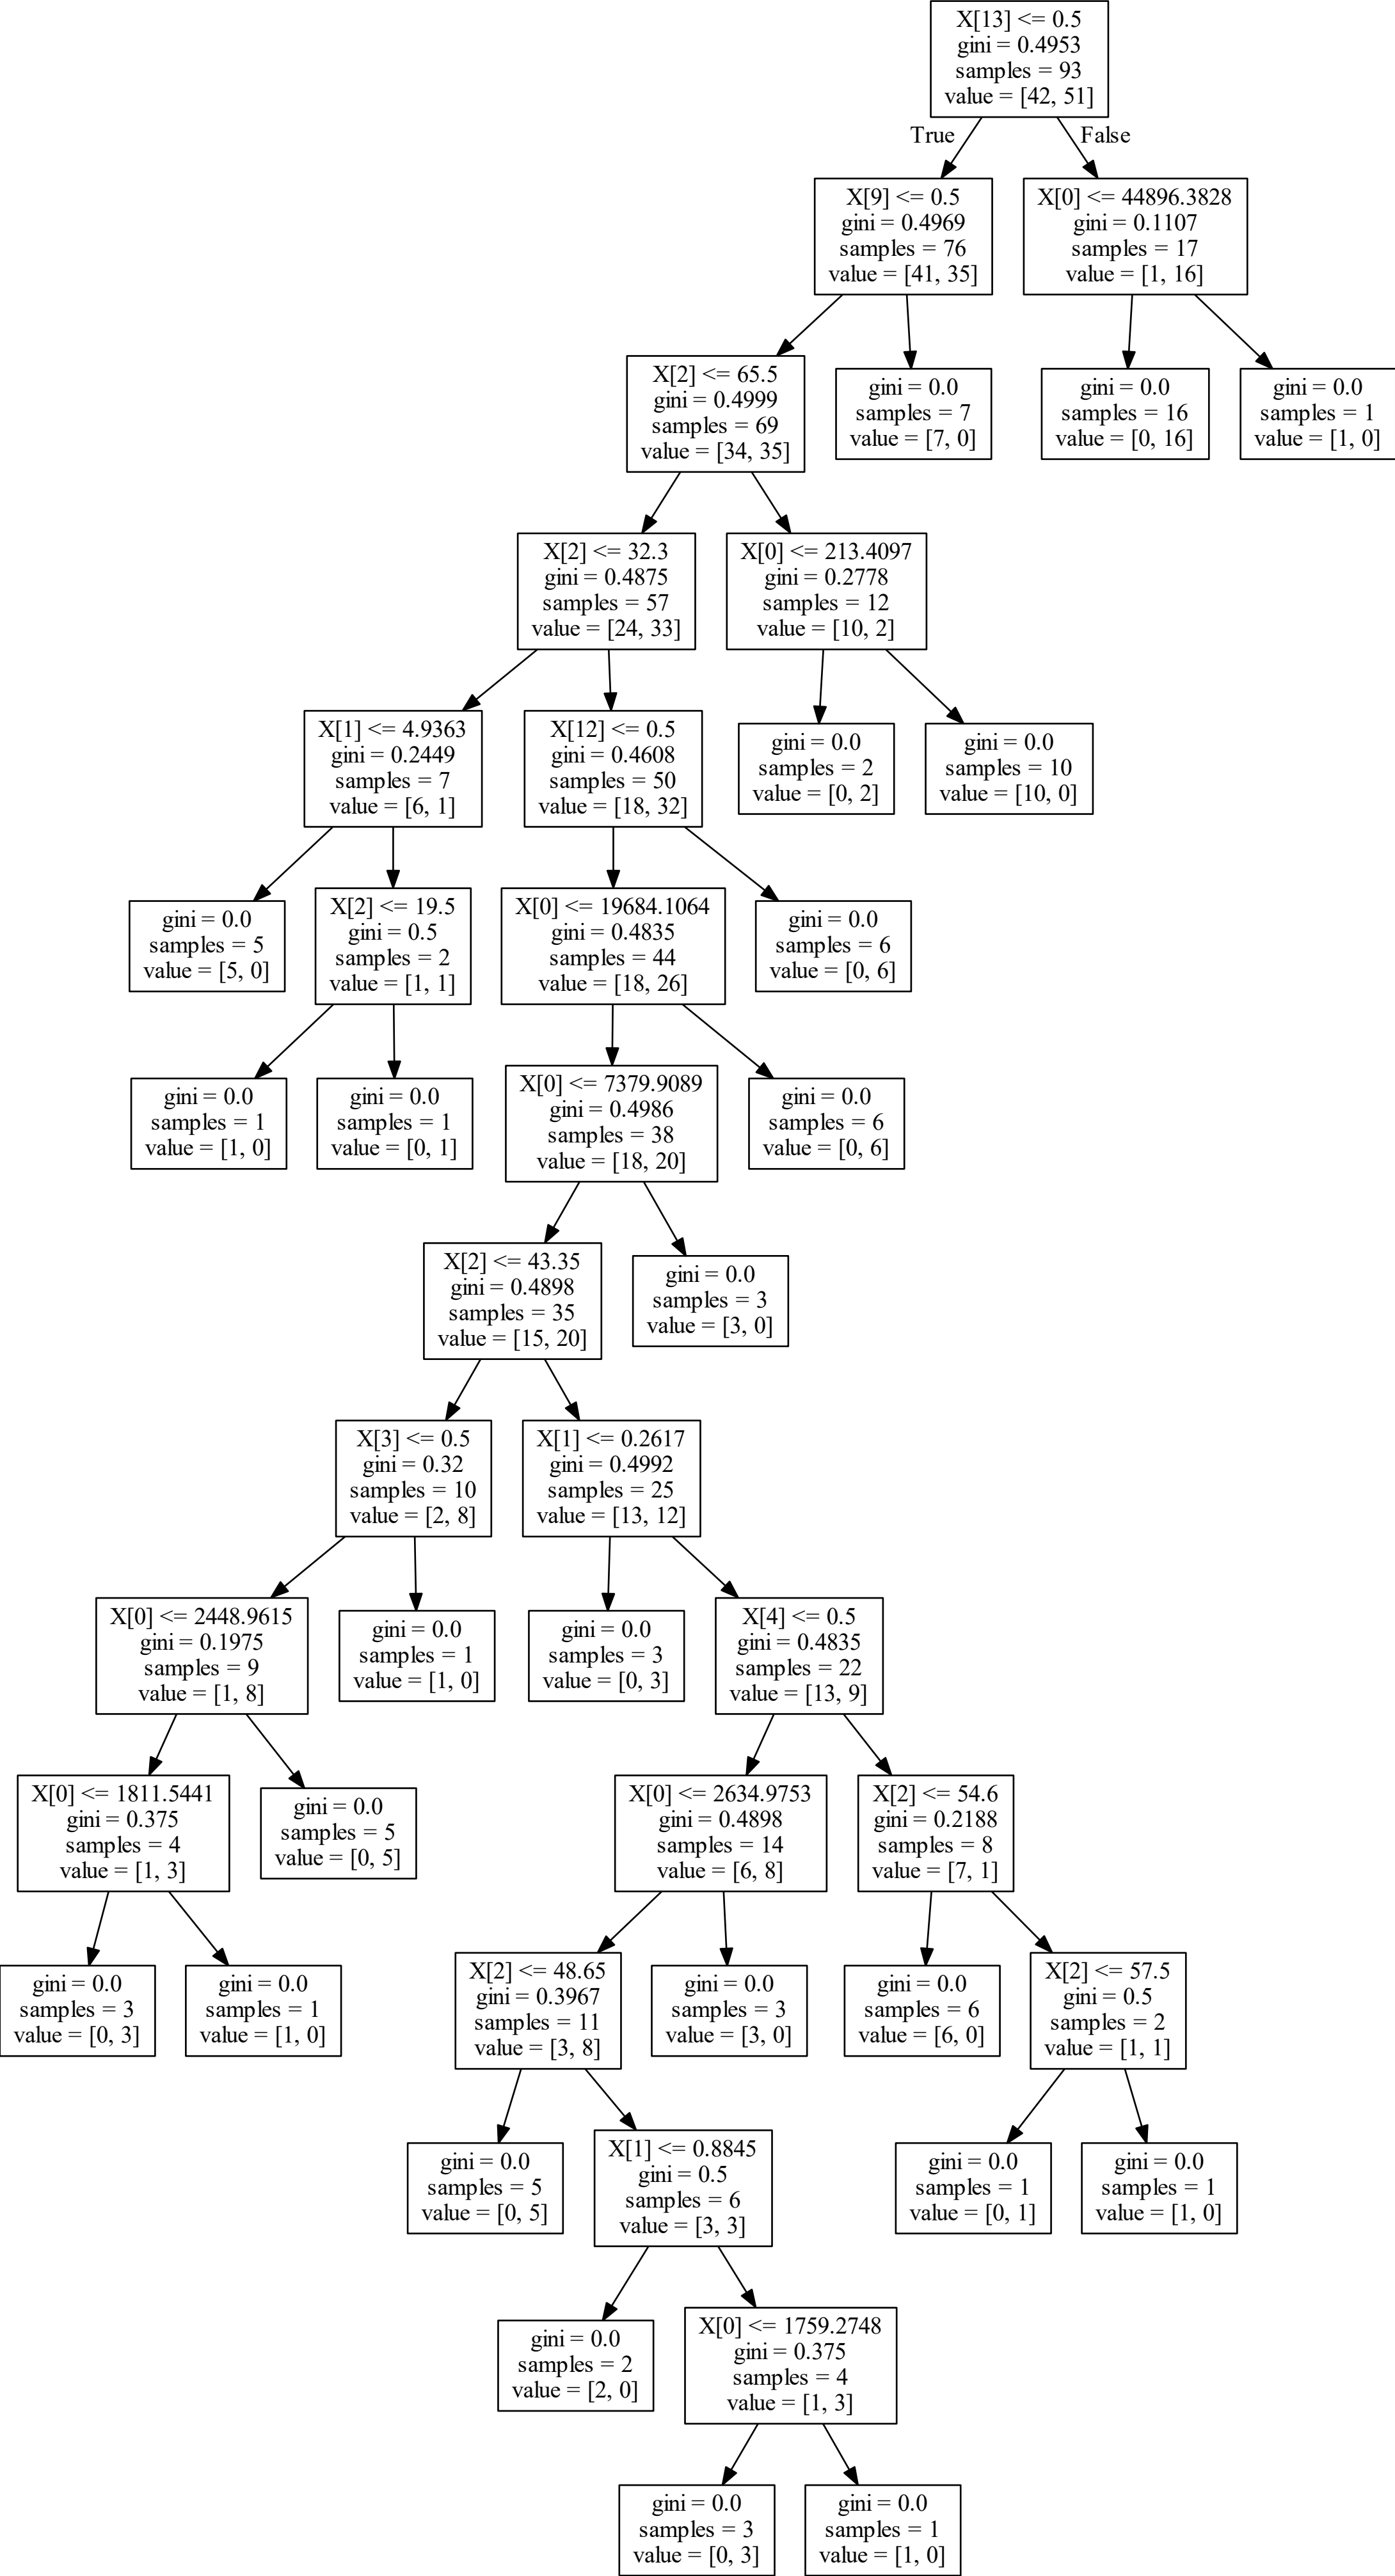 X[13] <= 0.5
gini = 0.4953
samples = 93
value = [42, 51]
True
False
X[9] <= 0.5
gini = 0.4969
samples = 76
value = [41, 35]
X[0] <= 44896.3828
gini = 0.1107
samples = 17
value = [1, 16]
X[2] <= 65.5
gini = 0.4999
samples = 69
value = [34, 35]
gini = 0.0
samples = 7
value = [7, 0]
gini = 0.0
samples = 16
value = [0, 16]
gini = 0.0
samples = 1
value = [1, 0]
X[2] <= 32.3
gini = 0.4875
samples = 57
value = [24, 33]
X[0] <= 213.4097
gini = 0.2778
samples = 12
value = [10, 2]
X[1] <= 4.9363
gini = 0.2449
samples = 7
value = [6, 1]
X[12] <= 0.5
gini = 0.4608
samples = 50
value = [18, 32]
gini = 0.0
samples = 2
value = [0, 2]
gini = 0.0
samples = 10
value = [10, 0]
gini = 0.0
samples = 5
value = [5, 0]
X[2] <= 19.5
gini = 0.5
samples = 2
value = [1, 1]
X[0] <= 19684.1064
gini = 0.4835
samples = 44
value = [18, 26]
gini = 0.0
samples = 6
value = [0, 6]
gini = 0.0
samples = 1
value = [1, 0]
gini = 0.0
samples = 1
value = [0, 1]
X[0] <= 7379.9089
gini = 0.4986
samples = 38
value = [18, 20]
gini = 0.0
samples = 6
value = [0, 6]
X[2] <= 43.35
gini = 0.4898
samples = 35
value = [15, 20]
gini = 0.0
samples = 3
value = [3, 0]
X[3] <= 0.5
gini = 0.32
samples = 10
value = [2, 8]
X[1] <= 0.2617
gini = 0.4992
samples = 25
value = [13, 12]
X[0] <= 2448.9615
gini = 0.1975
samples = 9
value = [1, 8]
gini = 0.0
samples = 1
value = [1, 0]
gini = 0.0
samples = 3
value = [0, 3]
X[4] <= 0.5
gini = 0.4835
samples = 22
value = [13, 9]
X[0] <= 1811.5441
gini = 0.375
samples = 4
value = [1, 3]
gini = 0.0
samples = 5
value = [0, 5]
X[0] <= 2634.9753
gini = 0.4898
samples = 14
value = [6, 8]
X[2] <= 54.6
gini = 0.2188
samples = 8
value = [7, 1]
gini = 0.0
samples = 3
value = [0, 3]
gini = 0.0
samples = 1
value = [1, 0]
X[2] <= 48.65
gini = 0.3967
samples = 11
value = [3, 8]
gini = 0.0
samples = 3
value = [3, 0]
gini = 0.0
samples = 6
value = [6, 0]
X[2] <= 57.5
gini = 0.5
samples = 2
value = [1, 1]
gini = 0.0
samples = 5
value = [0, 5]
X[1] <= 0.8845
gini = 0.5
samples = 6
value = [3, 3]
gini = 0.0
samples = 1
value = [0, 1]
gini = 0.0
samples = 1
value = [1, 0]
gini = 0.0
samples = 2
value = [2, 0]
X[0] <= 1759.2748
gini = 0.375
samples = 4
value = [1, 3]
gini = 0.0
samples = 3
value = [0, 3]
gini = 0.0
samples = 1
value = [1, 0]